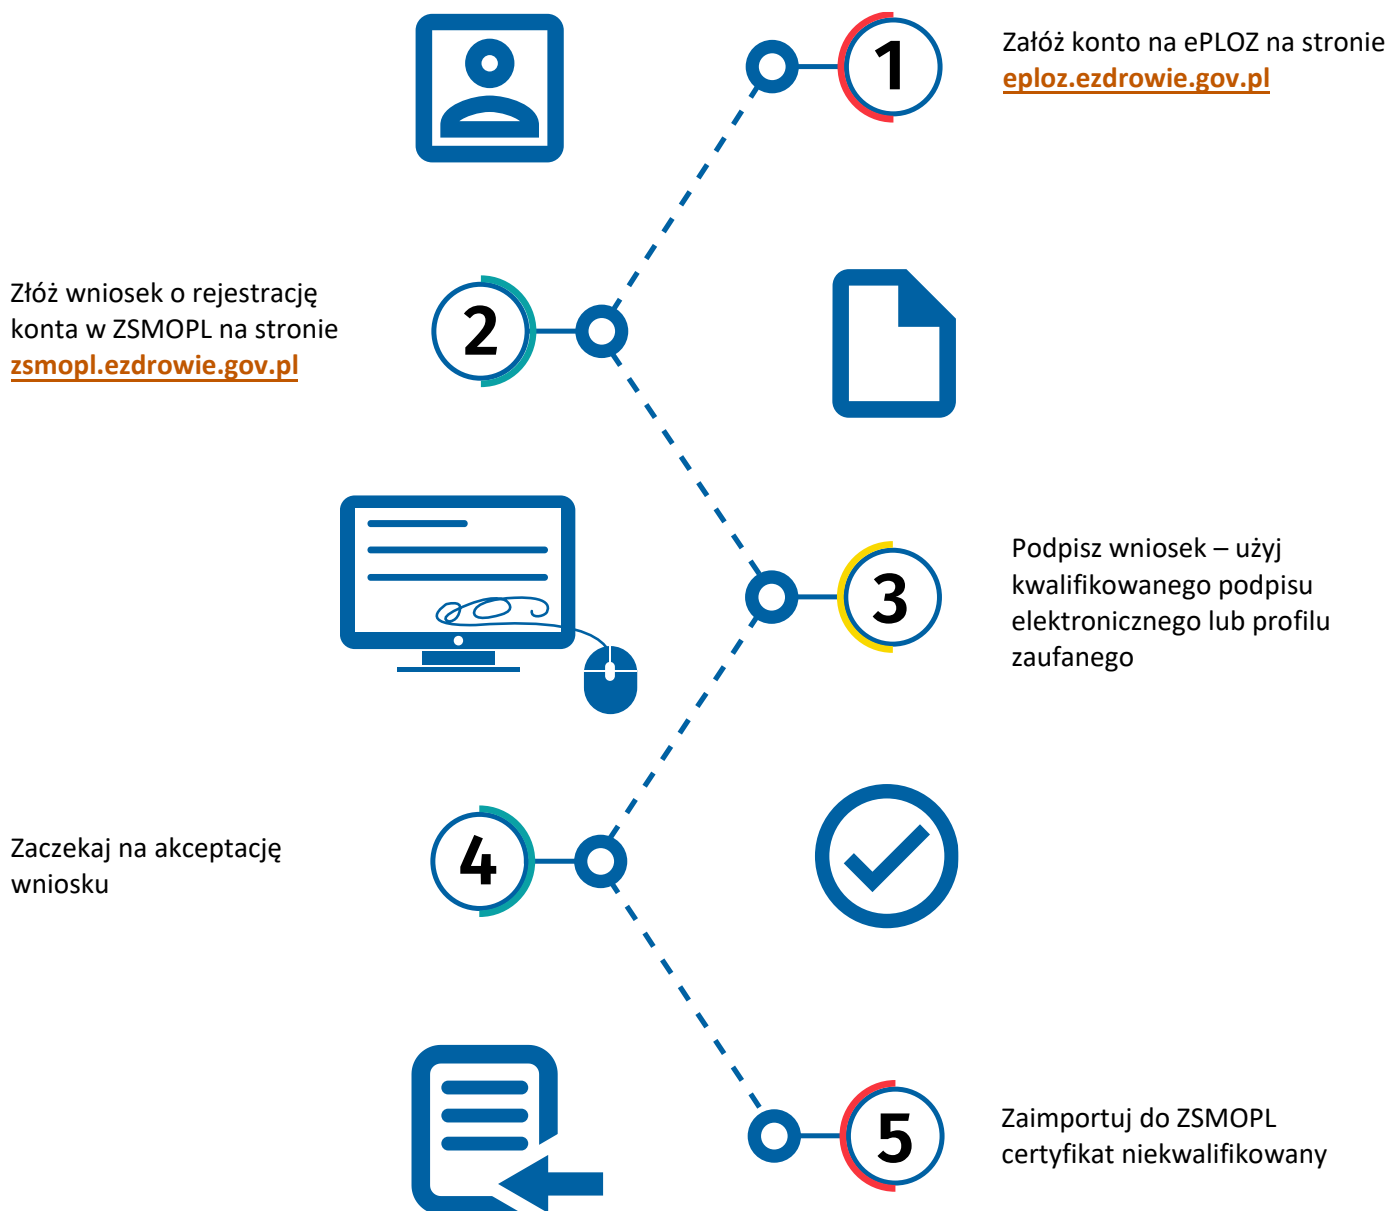 1
Załóż konto na ePLOZ na stronie
eploz.ezdrowie.gov.pl
2
Złóż wniosek o rejestrację
konta w ZSMOPL na stronie
zsmopl.ezdrowie.gov.pl
3
Podpisz wniosek – użyj
kwalifikowanego podpisu
elektronicznego lub profilu
zaufanego
4
Zaczekaj na akceptację
wniosku
5
Zaimportuj do ZSMOPL
certyfikat niekwalifikowany